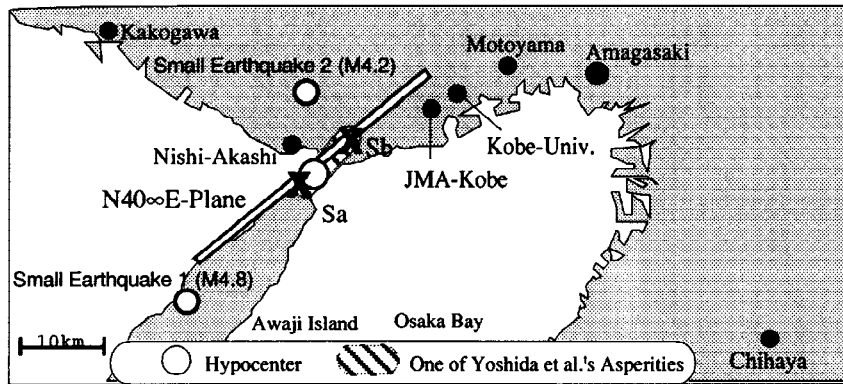 Kakogawa
Motoyama
Amagasaki
Small Earthquake 2 (M4.2)
Nishi-Akashi
Sb
Kobe-Univ.
JMA-Kobe
N40∞E-Plane
Sa
Small Earthquake 1 (M4.8)
Awaji Island
Osaka Bay
10km
Hypocenter
One of Yoshida et al.'s Asperities
Chihaya